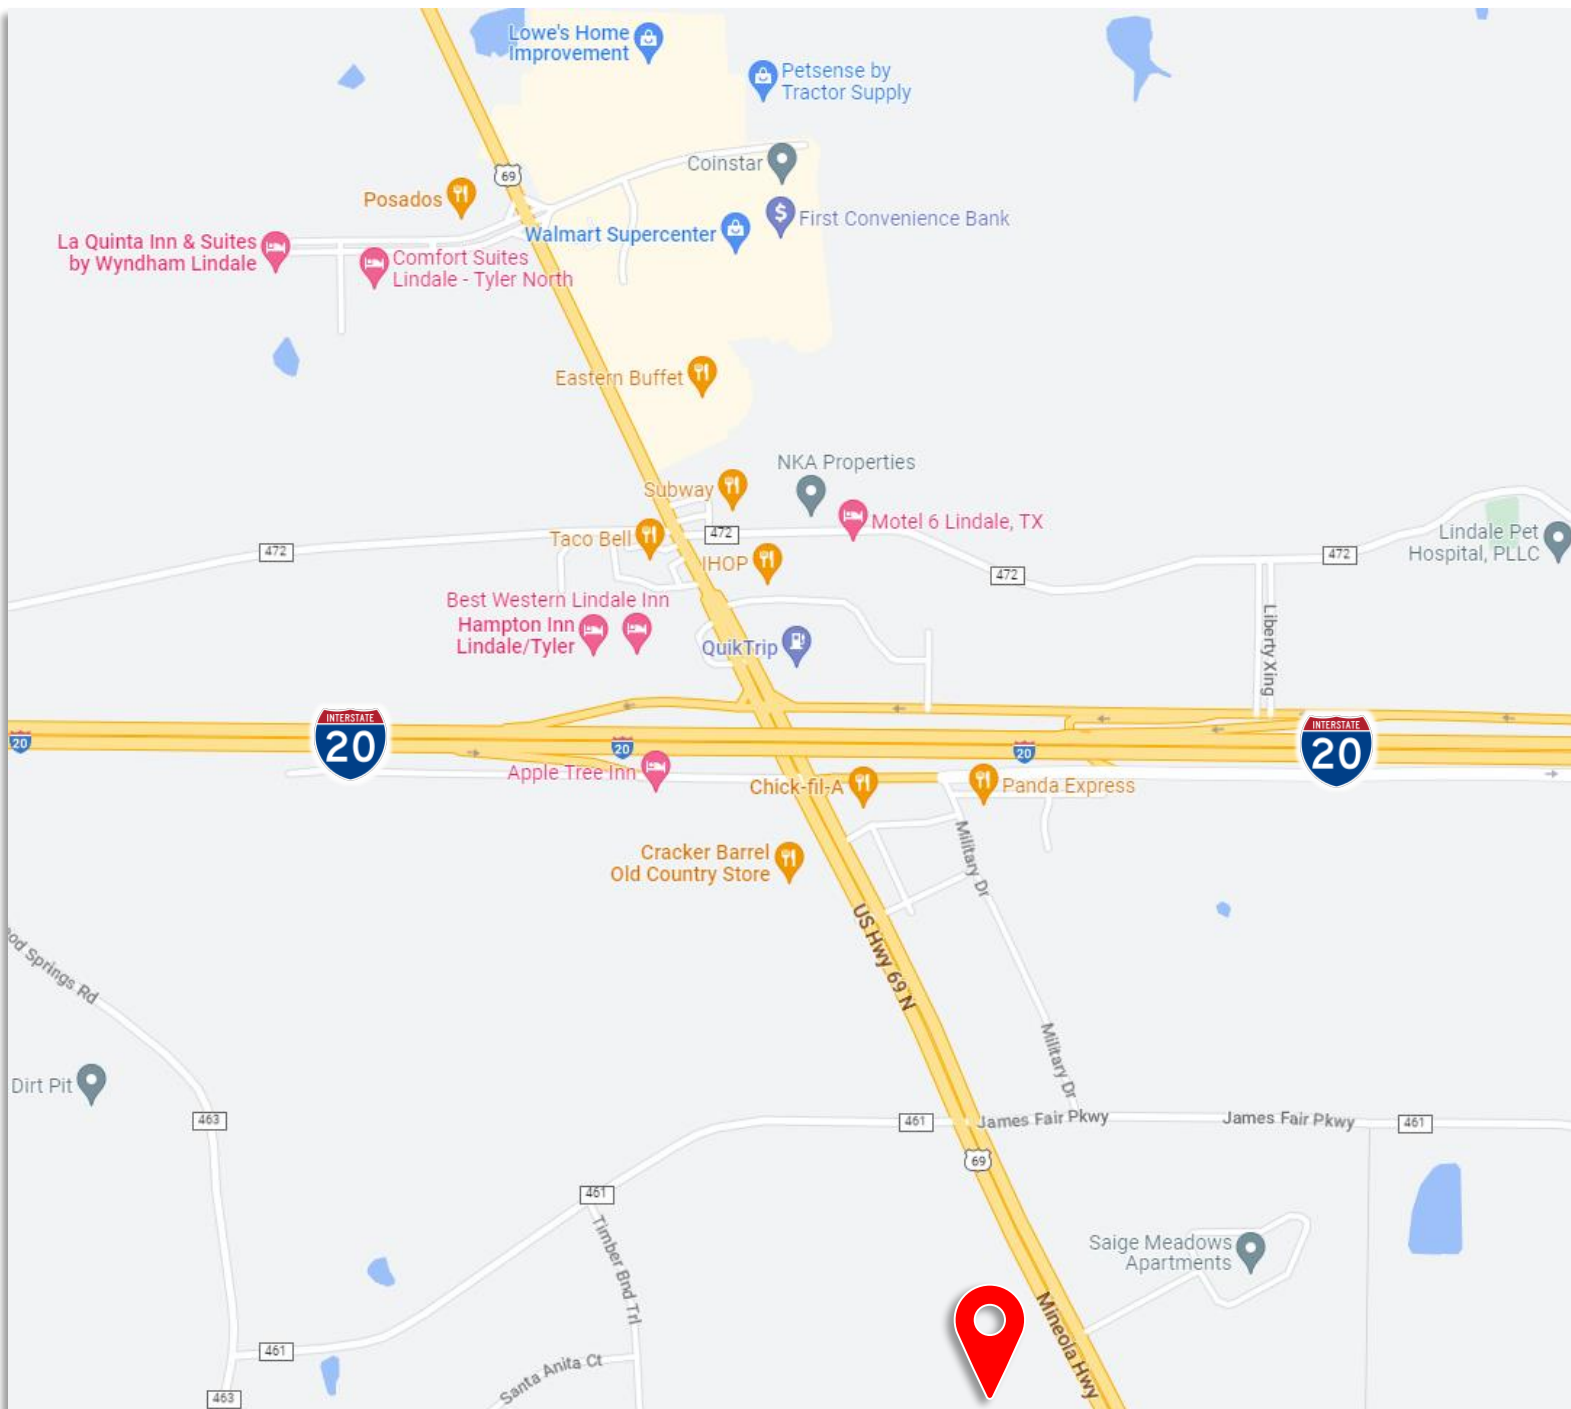 Lowe's Home
Improvement
Petsense by
Tractor Supply
Coinstar
69
Posados
First Convenience Bank
Walmart Supercenter
La Quinta Inn & Suites
by Wyndham Lindale
Comfort Suites
Lindale - Tyler North
Eastern Buffet
NKA Properties
Subway
Motel 6 Lindale, TX
Taco Bell
472
Lindale Pet
Hospital, PLLC
472
472
IHOP
472
Best Western Lindale Inn
Hampton Inn
Lindale/Tyler
Liberty Xing
QuikTrip
INTERSTATE
20
INTERSTATE
20
20
20
20
Apple Tree Inn
Chick-fil-A
Panda Express
Military Dr
Cracker Barrel
Old Country Store
US Hwy 69 N
Springs Rd
Military Dr
Dirt Pit
463
461
James Fair Pkwy
James Fair Pkwy
461
69
461
Timber Bnd Trl
Saige Meadows
Apartments
Mineola Hwy
461
Santa Anita Ct
463